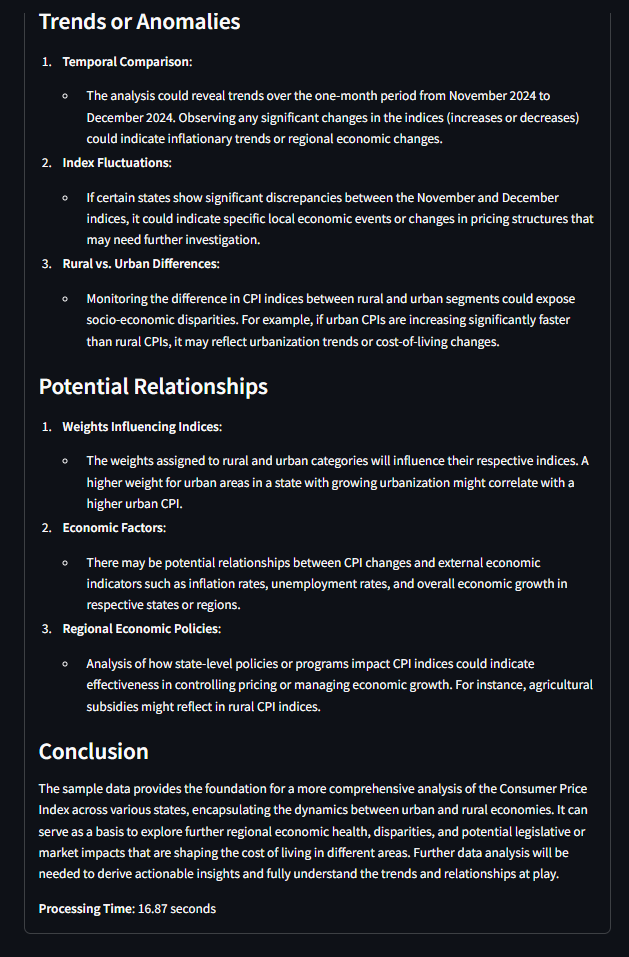 Trends or Anomalies
1. Temporal Comparison:
○ The analysis could reveal trends over the one-month period from November 2024 to
December 2024. Observing any significant changes in the indices (increases or decreases)
could indicate inflationary trends or regional economic changes.
2. Index Fluctuations:
○ If certain states show significant discrepancies between the November and December
indices, it could indicate specific local economic events or changes in pricing structures that
may need further investigation.
3. Rural vs. Urban Differences:
○ Monitoring the difference in CPI indices between rural and urban segments could expose
socio-economic disparities. For example, if urban CPIs are increasing significantly faster
than rural CPIs, it may reflect urbanization trends or cost-of-living changes.
Potential Relationships
1. Weights Influencing Indices:
○ The weights assigned to rural and urban categories will influence their respective indices. A
higher weight for urban areas in a state with growing urbanization might correlate with a
higher urban CPI.
2. Economic Factors:
○ There may be potential relationships between CPI changes and external economic
indicators such as inflation rates, unemployment rates, and overall economic growth in
respective states or regions.
3. Regional Economic Policies:
○ Analysis of how state-level policies or programs impact CPI indices could indicate
effectiveness in controlling pricing or managing economic growth. For instance, agricultural
subsidies might reflect in rural CPI indices.
Conclusion
The sample data provides the foundation for a more comprehensive analysis of the Consumer Price
Index across various states, encapsulating the dynamics between urban and rural economies. It can
serve as a basis to explore further regional economic health, disparities, and potential legislative or
market impacts that are shaping the cost of living in different areas. Further data analysis will be
needed to derive actionable insights and fully understand the trends and relationships at play.
Processing Time: 16.87 seconds